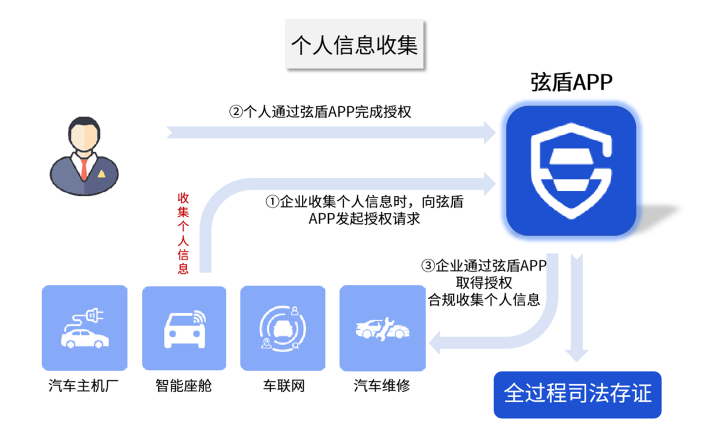 个人信息收集
弦盾APP
②个人通过弦盾APP完成授权
收集个人信息
①企业收集个人信息时，向弦盾
APP发起授权请求
③企业通过弦盾APP
取得授权
合规收集个人信息
汽车主机厂
智能座舱
车联网
汽车维修
全过程司法存证